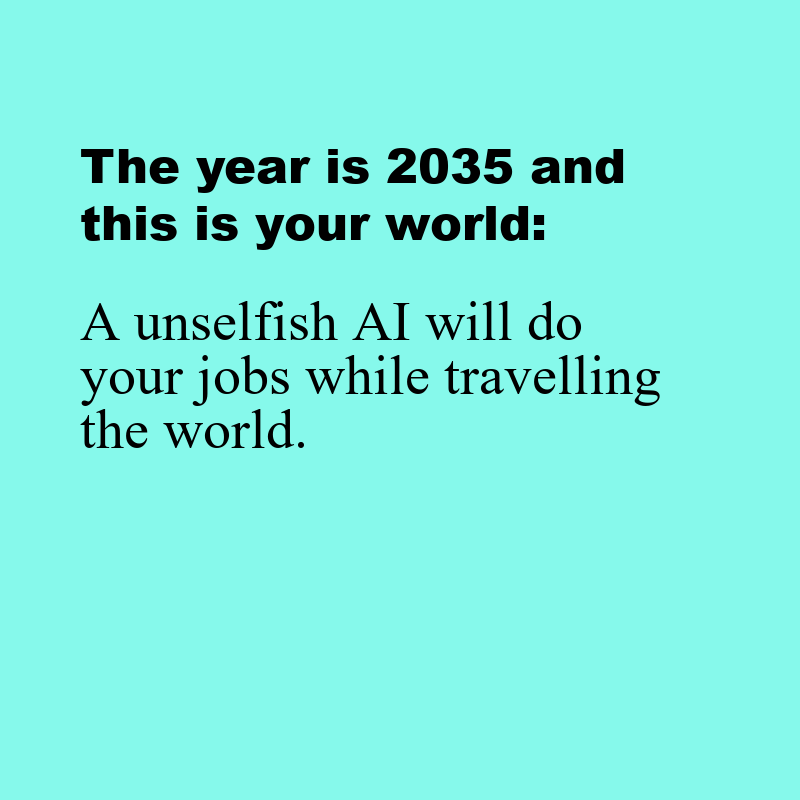 The year is 2035 and
this is your world:
A unselfish AI will do
your jobs while travelling
the world.